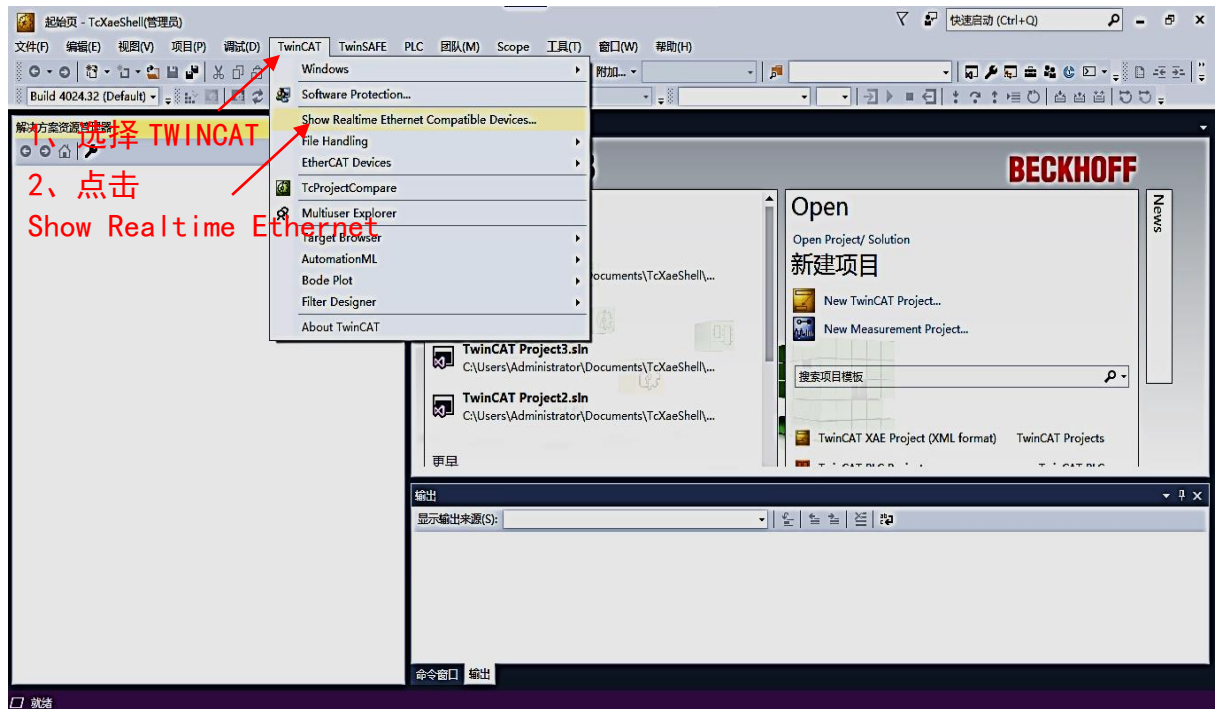 起始页 - TcXaeShell(管理员)
快速启动 (Ctrl+Q)
文件(F) 编辑(E) 视图(V) 项目(P) 调试(D) TwinCAT TwinSAFE PLC 团队(M) Scope 工具(T) 窗口(W) 帮助(H)
附加...
Build 4024.32 (Default)
Windows
Software Protection...
Show Realtime Ethernet Compatible Devices...
File Handling
EtherCAT Devices
TcProjectCompare
Multiuser Explorer
Target Browser
AutomationML
Bode Plot
Filter Designer
About TwinCAT
解决方案资源管理器
1、选择 TWINCAT
2、点击
Show Realtime Ethernet
BECKHOFF
Documents\TcXaeShell\...
TwinCAT Project3.sln
C:\Users\Administrator\Documents\TcXaeShell\...
TwinCAT Project2.sln
C:\Users\Administrator\Documents\TcXaeShell\...
更早
Open
Open Project/ Solution
新建项目
New TwinCAT Project...
New Measurement Project...
搜索项目模板
TwinCAT XAE Project (XML format) TwinCAT Projects
News
输出
显示输出来源(S):
命令窗口 输出
就绪